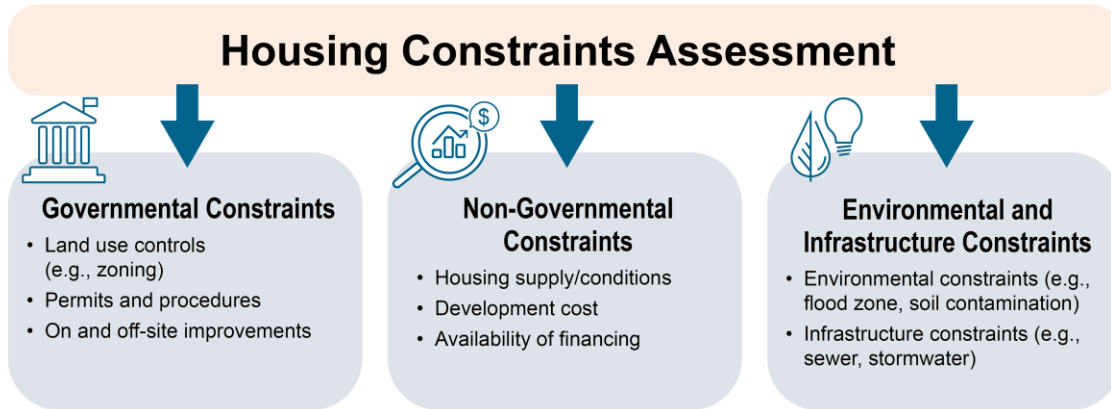 Housing Constraints Assessment
$
Governmental Constraints
• Land use controls
(e.g., zoning)
• Permits and procedures
• On and off-site improvements
Non-Governmental
Constraints
• Housing supply/conditions
• Development cost
• Availability of financing
Environmental and
Infrastructure Constraints
• Environmental constraints (e.g.,
flood zone, soil contamination)
• Infrastructure constraints (e.g.,
sewer, stormwater)